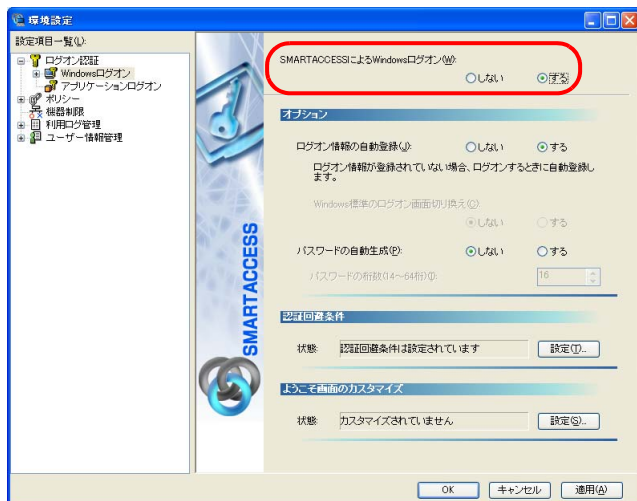 環境設定
設定項目一覧(L):
ログオン認証
Windowsログオン
アプリケーションログオン
ポリシー
機器制限
利用ログ管理
ユーザー情報管理
SMARTACCESS
SMARTACCESSによるWindowsログオン(W):
しない する
オプション
ログオン情報の自動登録(J): しない する
ログオン情報が登録されていない場合、ログオンするときに自動登録し
ます。
Windows標準のログオン画面切り換え(C):
しない する
パスワードの自動生成(P): しない する
パスワードの桁数(14～64桁)(I): 16
認証回避条件
状態: 認証回避条件は設定されています 設定(T)...
ようこそ画面のカスタマイズ
状態: カスタマイズされていません 設定(S)...
OK キャンセル 適用(A)